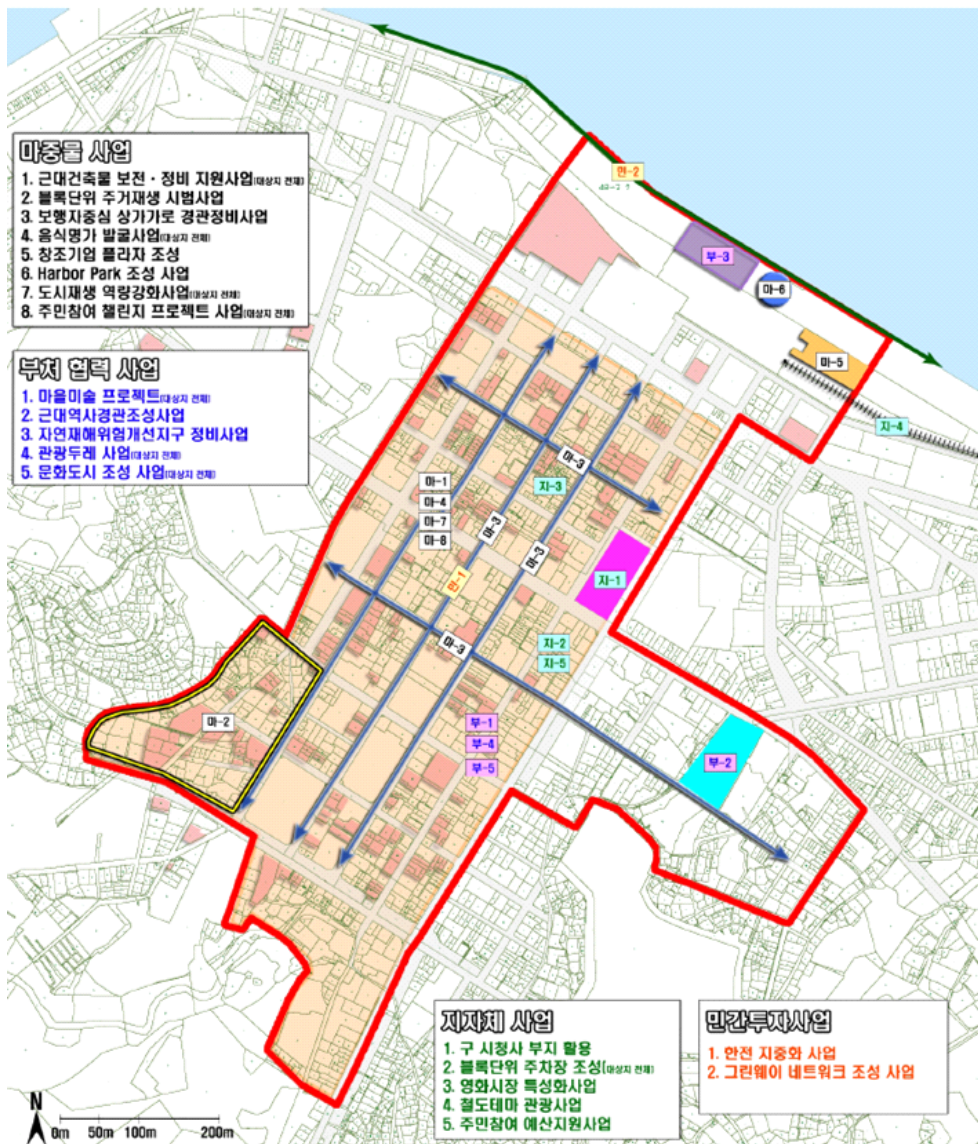 마중물 사업
1. 근대건축물 보전 · 정비 지원사업(대상지 전체)
2. 블록단위 주거재생 시범사업
3. 보행자중심 상가가로 경관정비사업
4. 음식명가 발굴사업(대상지 전체)
5. 창조기업 플라자 조성
6. Harbor Park 조성 사업
7. 도시재생 역량강화사업(대상지 전체)
8. 주민참여 챌린지 프로젝트 사업(대상지 전체)
부처 협력 사업
1. 마을미술 프로젝트(대상지 전체)
2. 근대역사경관조성사업
3. 자연재해위험개선지구 정비사업
4. 관광두레 사업(대상지 전체)
5. 문화도시 조성 사업(대상지 전체)
민-2
부-3
마-6
마-5
지-4
마-3
마-1
마-4
마-7
마-8
지-3
마-3
마-3
민-1
지-1
마-3
지-2
지-5
마-2
부-1
부-4
부-5
부-2
지자체 사업
1. 구 시청사 부지 활용
2. 블록단위 주차장 조성(대상지 전체)
3. 영화시장 특성화사업
4. 철도테마 관광사업
5. 주민참여 예산지원사업
민간투자사업
1. 한전 지중화 사업
2. 그린웨이 네트워크 조성 사업
N
0m 50m 100m 200m